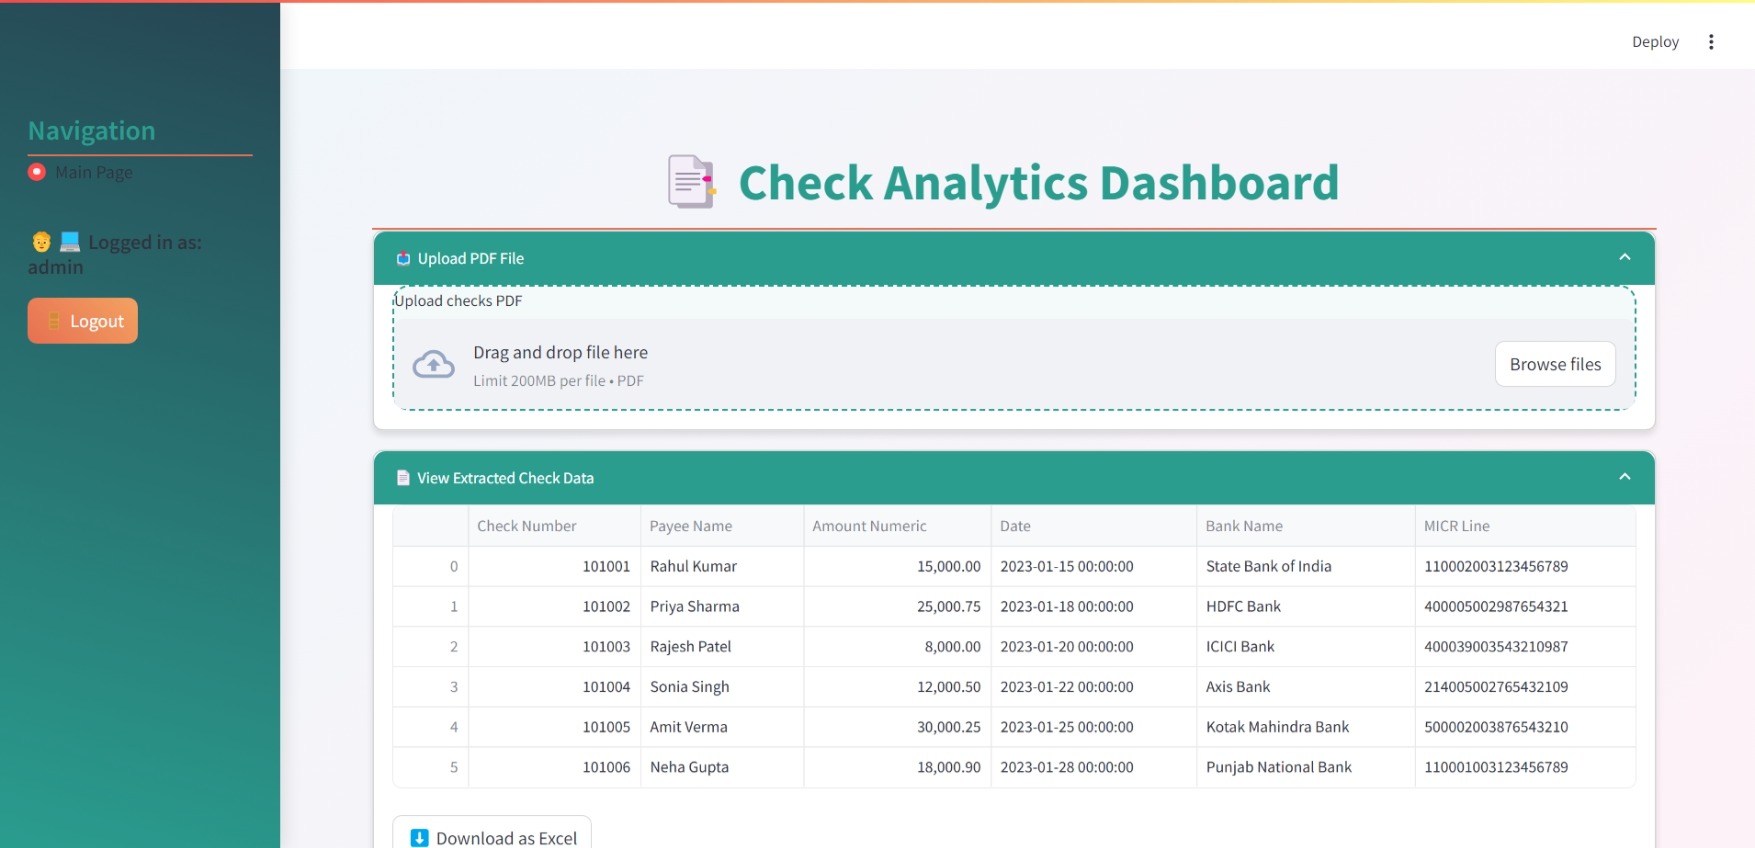 Deploy
Navigation
Main Page
Logged in as:
admin
Logout
Check Analytics Dashboard
Upload PDF File
Upload checks PDF
Drag and drop file here
Limit 200MB per file • PDF
Browse files
View Extracted Check Data
Check Number Payee Name Amount Numeric Date Bank Name MICR Line
0 101001 Rahul Kumar 15,000.00 2023-01-15 00:00:00 State Bank of India 110002003123456789
1 101002 Priya Sharma 25,000.75 2023-01-18 00:00:00 HDFC Bank 400005002987654321
2 101003 Rajesh Patel 8,000.00 2023-01-20 00:00:00 ICICI Bank 400039003543210987
3 101004 Sonia Singh 12,000.50 2023-01-22 00:00:00 Axis Bank 214005002765432109
4 101005 Amit Verma 30,000.25 2023-01-25 00:00:00 Kotak Mahindra Bank 500002003876543210
5 101006 Neha Gupta 18,000.90 2023-01-28 00:00:00 Punjab National Bank 110001003123456789
Download as Excel